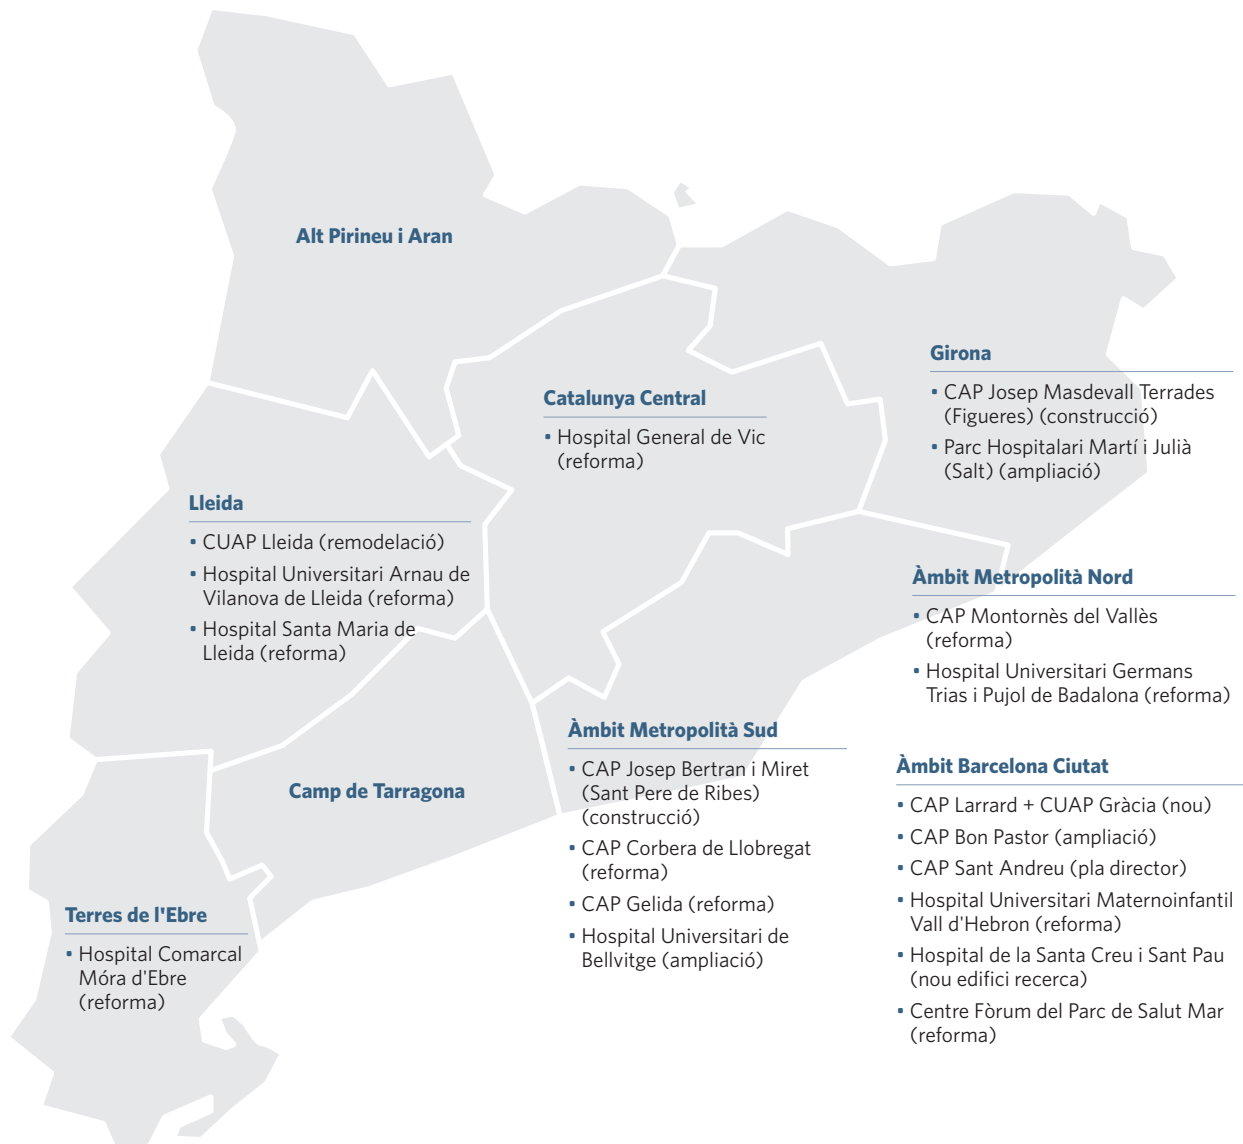 Alt Pirineu i Aran
Girona
• CAP Josep Masdevall Terrades
(Figueres) (construcció)
• Parc Hospitalari Martí i Julià
(Salt) (ampliació)
Catalunya Central
• Hospital General de Vic
(reforma)
Lleida
• CUAP Lleida (remodelació)
• Hospital Universitari Arnau de
Vilanova de Lleida (reforma)
• Hospital Santa Maria de
Lleida (reforma)
Àmbit Metropolità Nord
• CAP Montornès del Vallès
(reforma)
• Hospital Universitari Germans
Trias i Pujol de Badalona (reforma)
Àmbit Metropolità Sud
• CAP Josep Bertran i Miret
(Sant Pere de Ribes)
(construcció)
• CAP Corbera de Llobregat
(reforma)
• CAP Gelida (reforma)
• Hospital Universitari de
Bellvitge (ampliació)
Àmbit Barcelona Ciutat
• CAP Larrard + CUAP Gràcia (nou)
• CAP Bon Pastor (ampliació)
• CAP Sant Andreu (pla director)
• Hospital Universitari Maternoinfantil
Vall d'Hebron (reforma)
• Hospital de la Santa Creu i Sant Pau
(nou edifici recerca)
• Centre Fòrum del Parc de Salut Mar
(reforma)
Camp de Tarragona
Terres de l'Ebre
• Hospital Comarcal
Móra d'Ebre
(reforma)